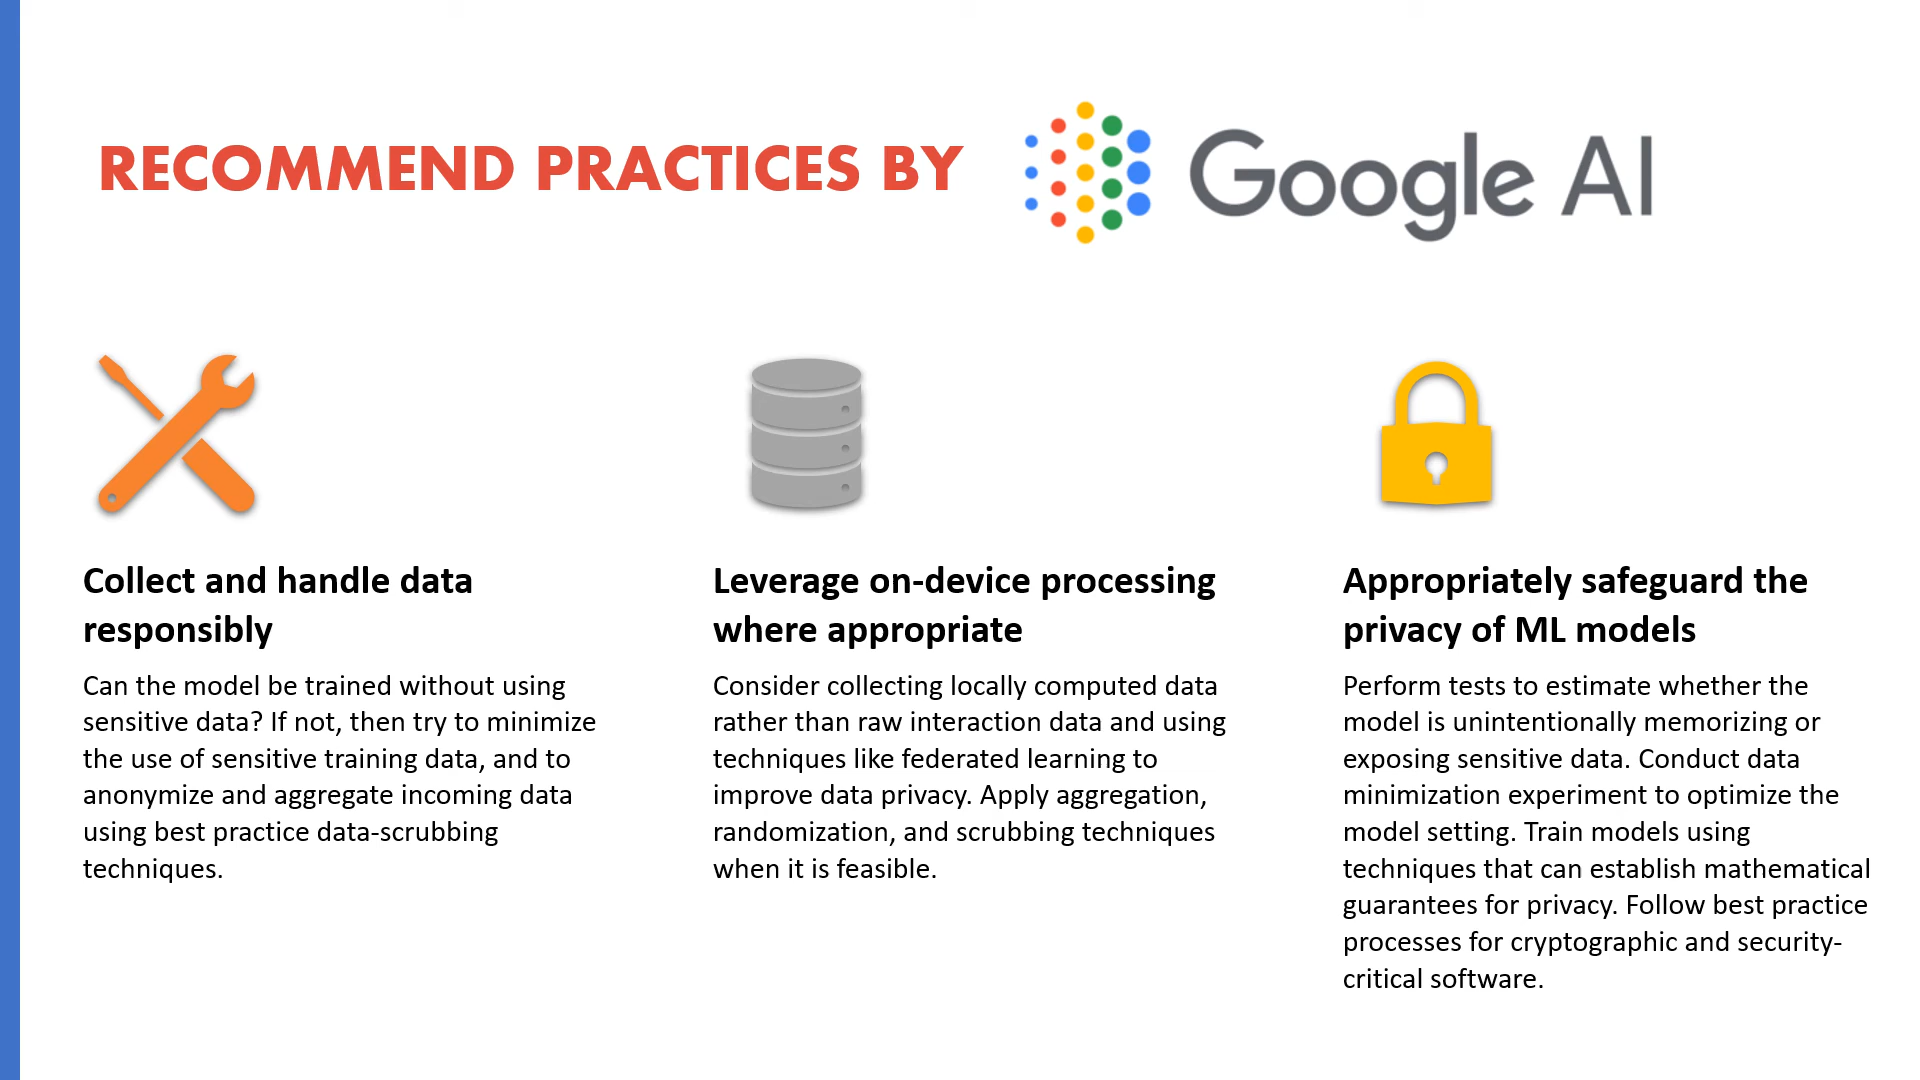 RECOMMEND PRACTICES BY
Google AI
Collect and handle data
responsibly
Can the model be trained without using
sensitive data? If not, then try to minimize
the use of sensitive training data, and to
anonymize and aggregate incoming data
using best practice data-scrubbing
techniques.
Leverage on-device processing
where appropriate
Consider collecting locally computed data
rather than raw interaction data and using
techniques like federated learning to
improve data privacy. Apply aggregation,
randomization, and scrubbing techniques
when it is feasible.
Appropriately safeguard the
privacy of ML models
Perform tests to estimate whether the
model is unintentionally memorizing or
exposing sensitive data. Conduct data
minimization experiment to optimize the
model setting. Train models using
techniques that can establish mathematical
guarantees for privacy. Follow best practice
processes for cryptographic and security-
critical software.